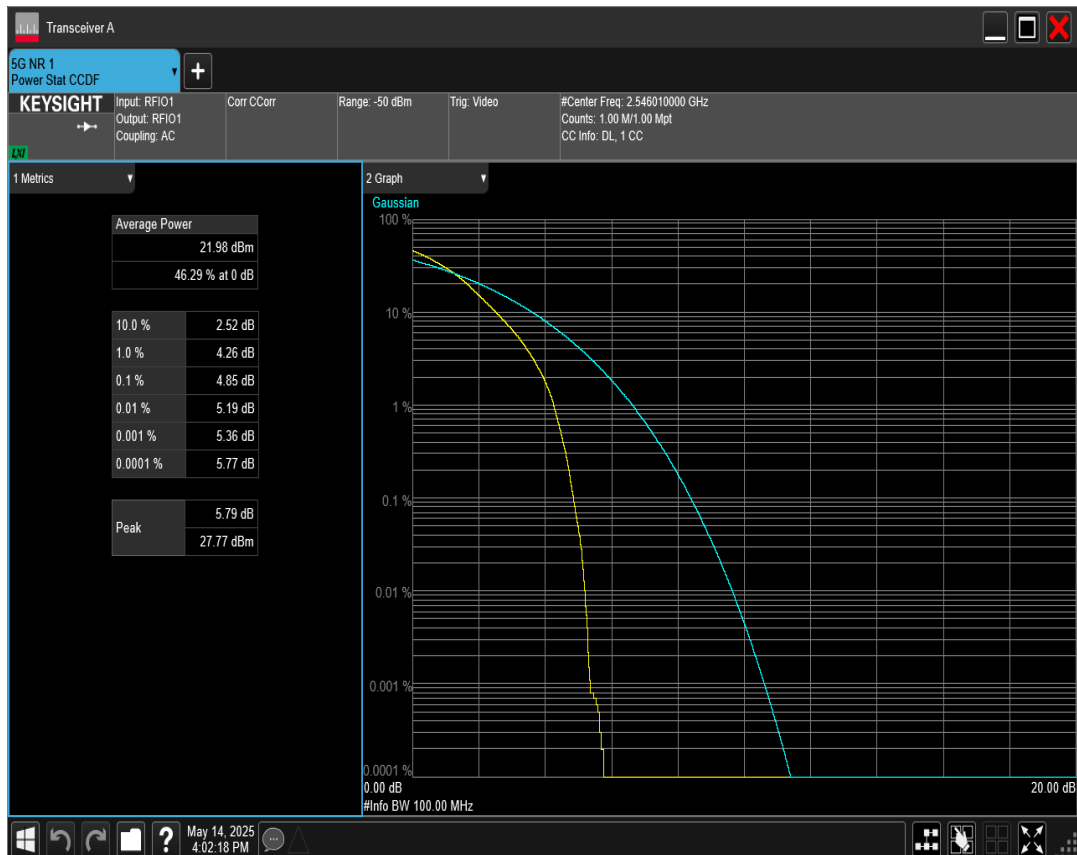 Transceiver A
5G NR 1
Power Stat CCDF
KEYSIGHT
LXI
Input: RFIO1
Output: RFIO1
Coupling: AC
Corr CCorr
Range: -50 dBm
Trig: Video
#Center Freq: 2.546010000 GHz
Counts: 1.00 M/1.00 Mpt
CC Info: DL, 1 CC
1 Metrics
Average Power
21.98 dBm
46.29 % at 0 dB
10.0 % 2.52 dB
1.0 % 4.26 dB
0.1 % 4.85 dB
0.01 % 5.19 dB
0.001 % 5.36 dB
0.0001 % 5.77 dB
Peak
5.79 dB
27.77 dBm
2 Graph
Gaussian
100 %
10 %
1 %
0.1 %
0.01 %
0.001 %
0.0001 %
0.00 dB 20.00 dB
#Info BW 100.00 MHz
May 14, 2025
4:02:18 PM